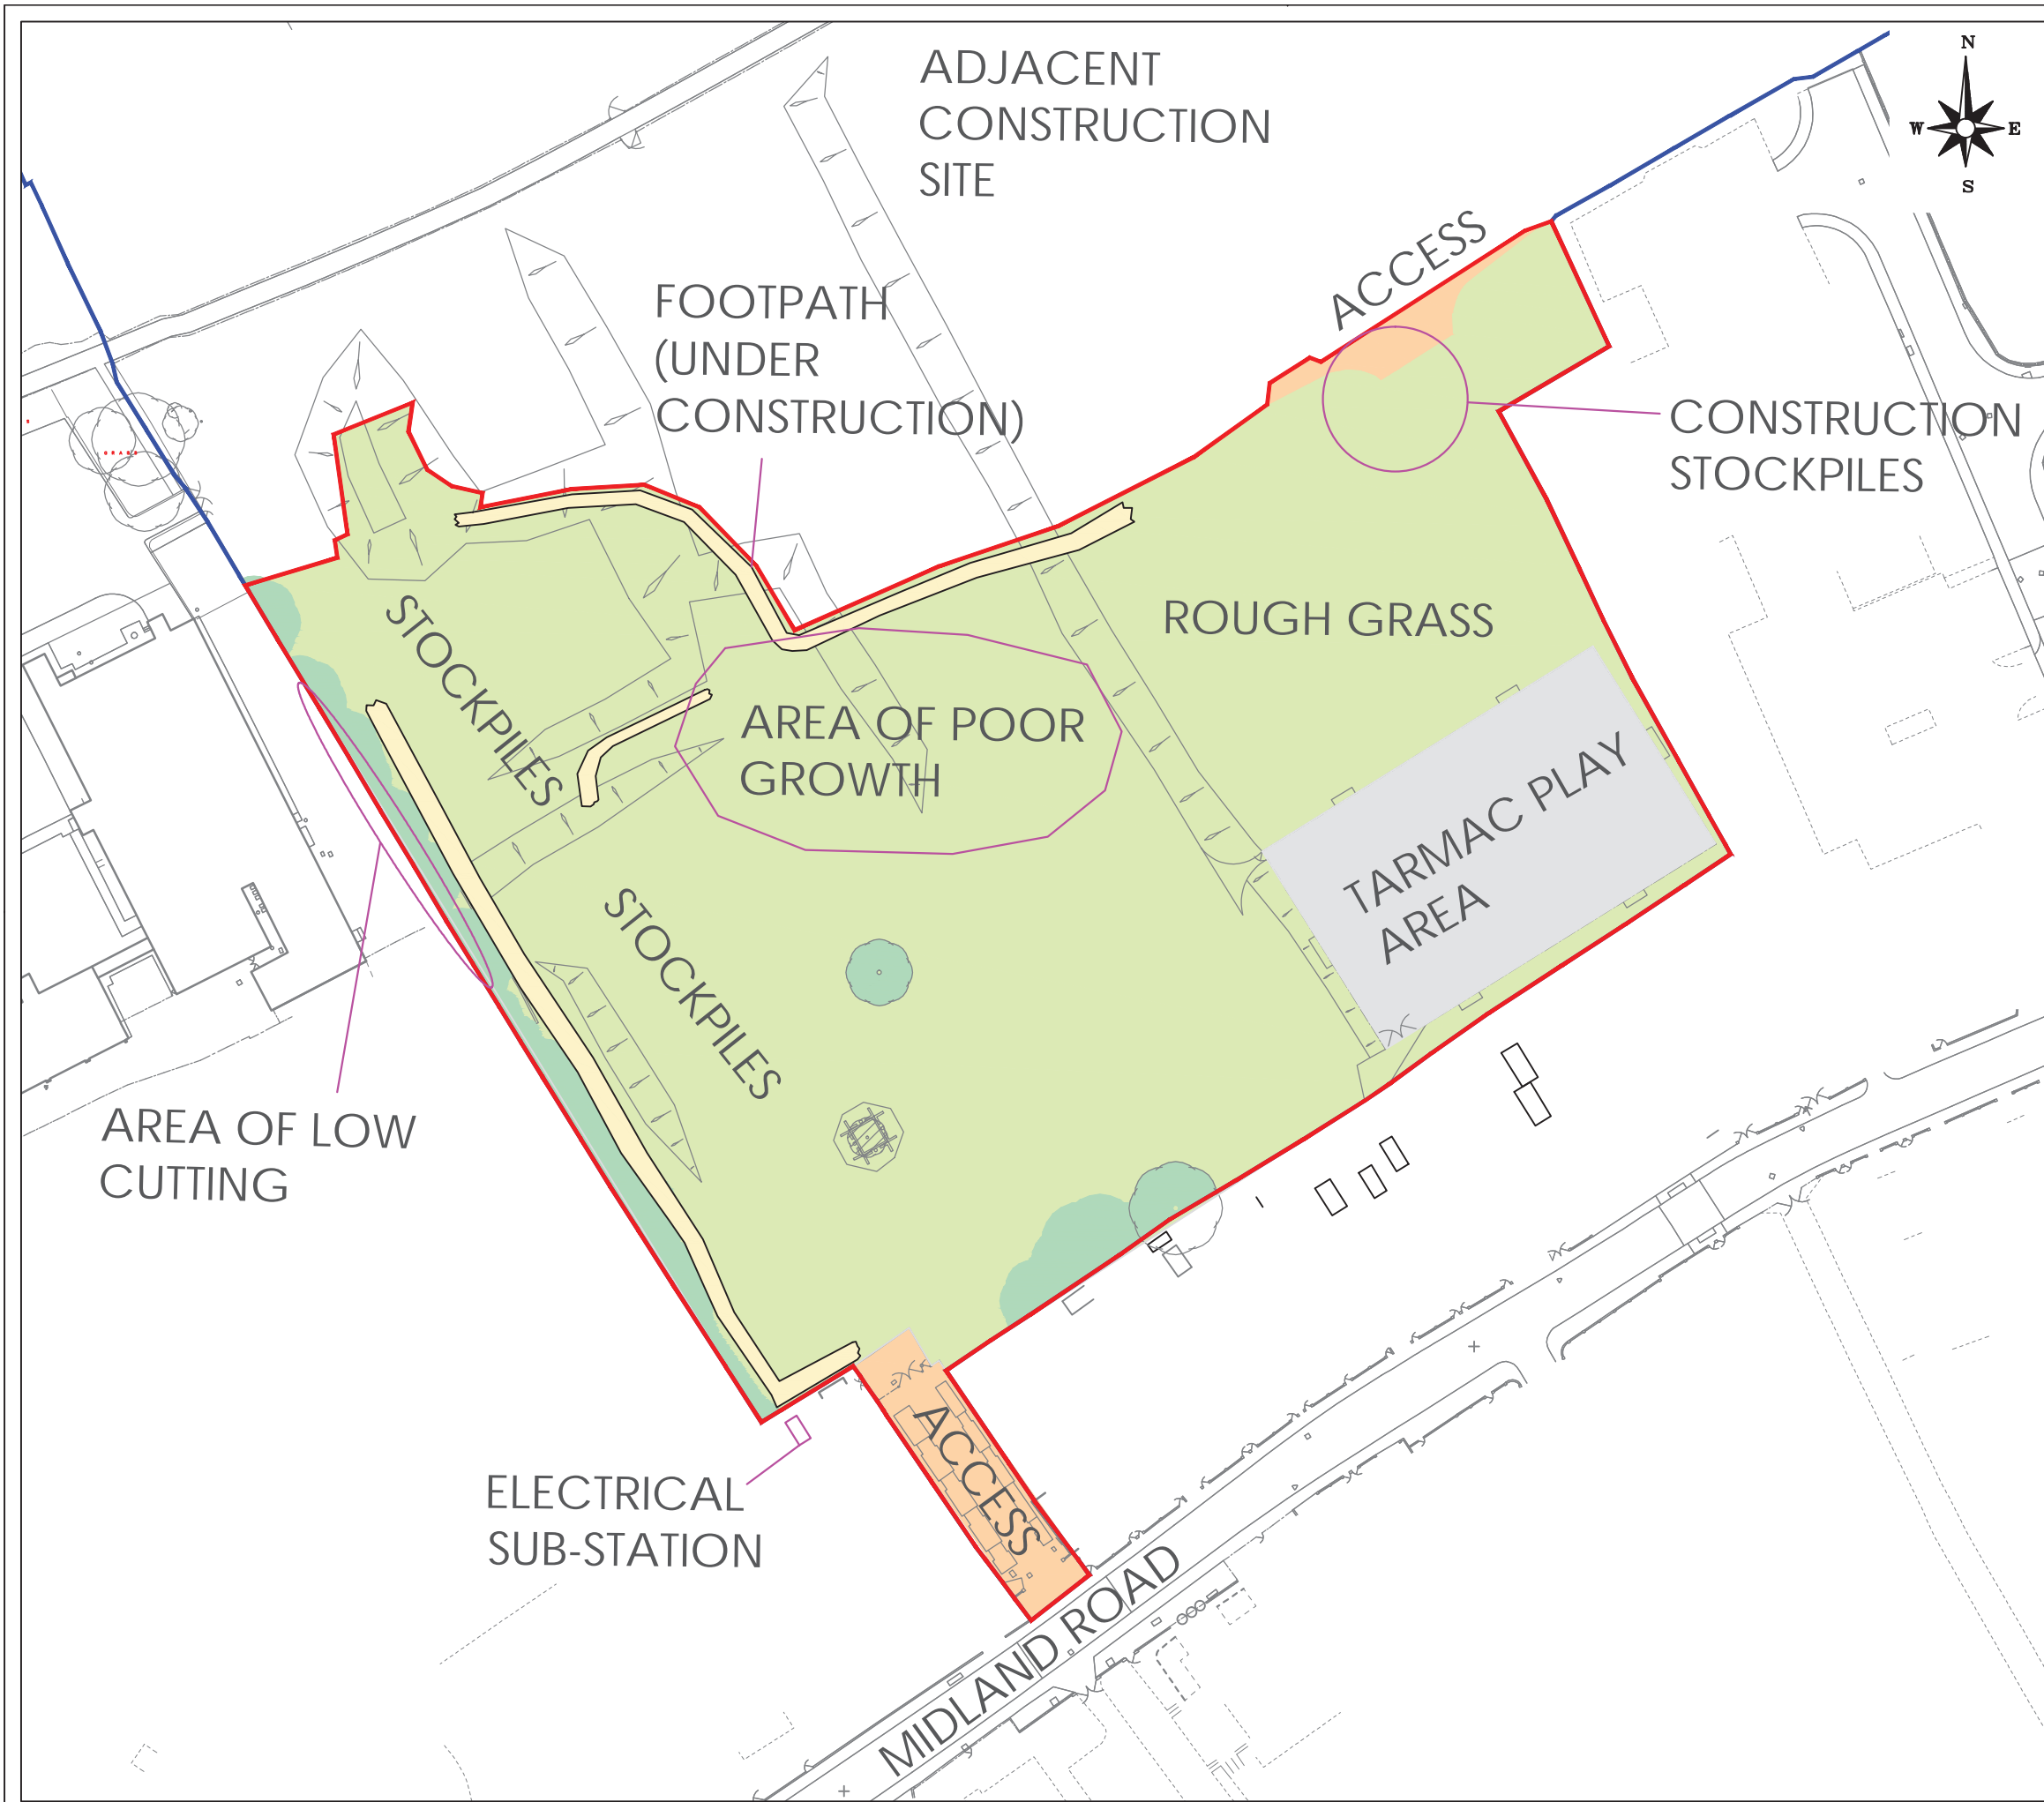 ADJACENT
CONSTRUCTION
SITE
N
W
E
S
ACCESS
FOOTPATH
(UNDER
CONSTRUCTION)
CONSTRUCTION
STOCKPILES
STOCKPILES
ROUGH GRASS
AREA OF POOR
GROWTH
TARMAC PLAY
AREA
STOCKPILES
AREA OF LOW
CUTTING
ELECTRICAL
SUB-STATION
ACCESS
MIDLAND ROAD